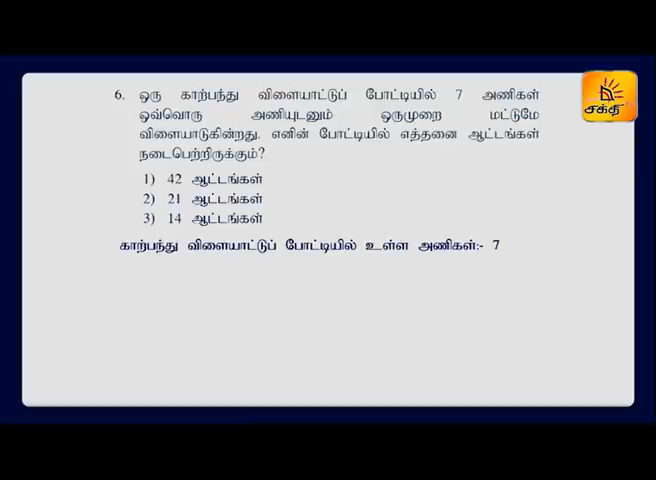 6. ஒரு காற்பந்து விளையாட்டுப் போட்டியில் 7 அணிகள்
ஒவ்வொரு அணியுடனும் ஒருமுறை மட்டுமே
விளையாடுகின்றது. எனின் போட்டியில் எத்தனை ஆட்டங்கள்
நடைபெற்றிருக்கும்?
1) 42 ஆட்டங்கள்
2) 21 ஆட்டங்கள்
3) 14 ஆட்டங்கள்
காற்பந்து விளையாட்டுப் போட்டியில் உள்ள அணிகள்:- 7
சக்தி